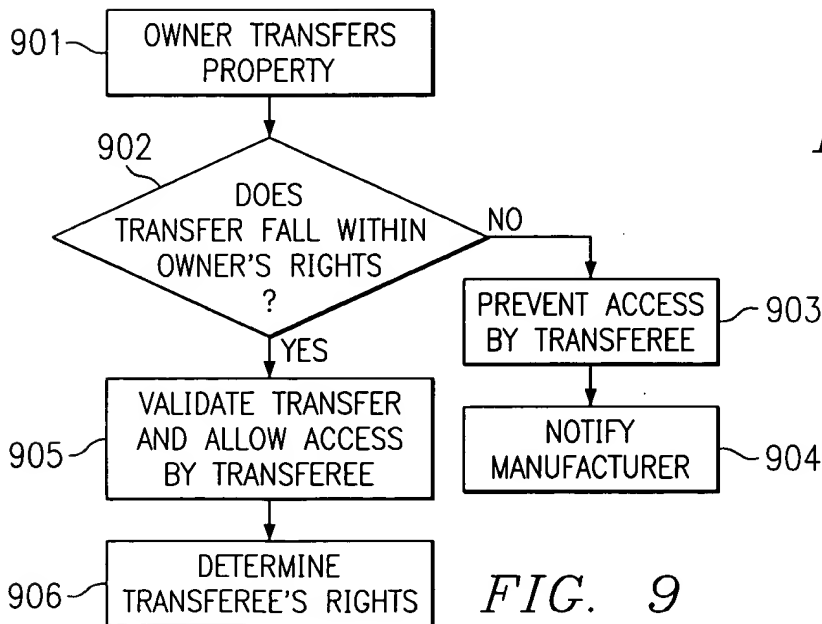 901
OWNER TRANSFERS
PROPERTY
902
DOES
TRANSFER FALL WITHIN
OWNER'S RIGHTS
?
NO
YES
PREVENT ACCESS
BY TRANSFEREE
903
NOTIFY
MANUFACTURER
904
905
VALIDATE TRANSFER
AND ALLOW ACCESS
BY TRANSFEREE
906
DETERMINE
TRANSFEREE'S RIGHTS
FIG. 9